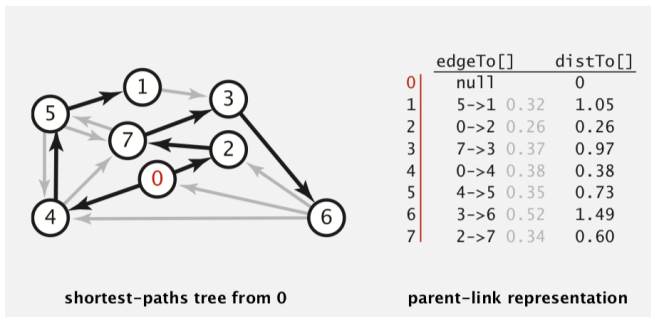 1
3
5
7
2
0
4
6
shortest-paths tree from 0
edgeTo[] distTo[]
0 null 0
1 5->1 0.32 1.05
2 0->2 0.26 0.26
3 7->3 0.37 0.97
4 0->4 0.38 0.38
5 4->5 0.35 0.73
6 3->6 0.52 1.49
7 2->7 0.34 0.60
parent-link representation